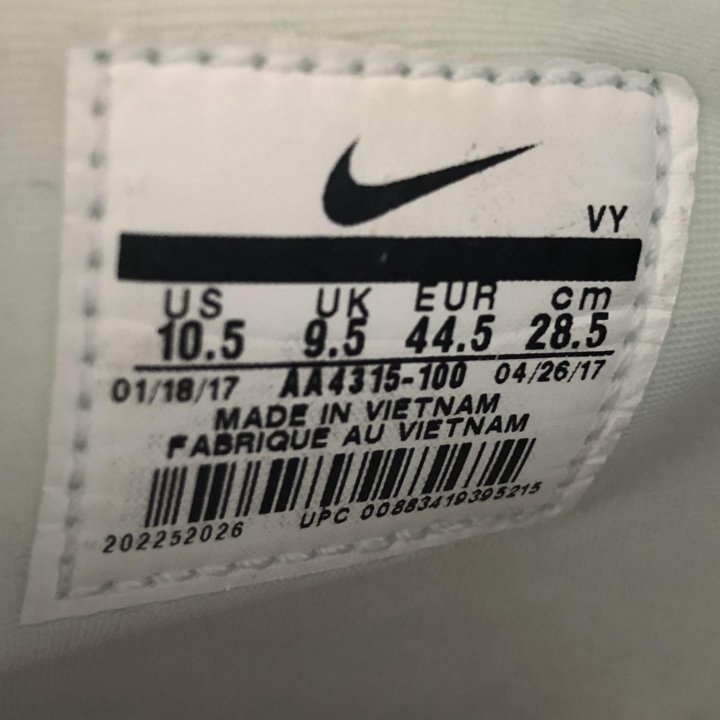 VY
US UK EUR cm
10.5 9.5 44.5 28.5
01/18/17 AA4315-100 04/26/17
MADE IN VIETNAM
FABRIQUE AU VIETNAM
202252026 UPC 00883419395215